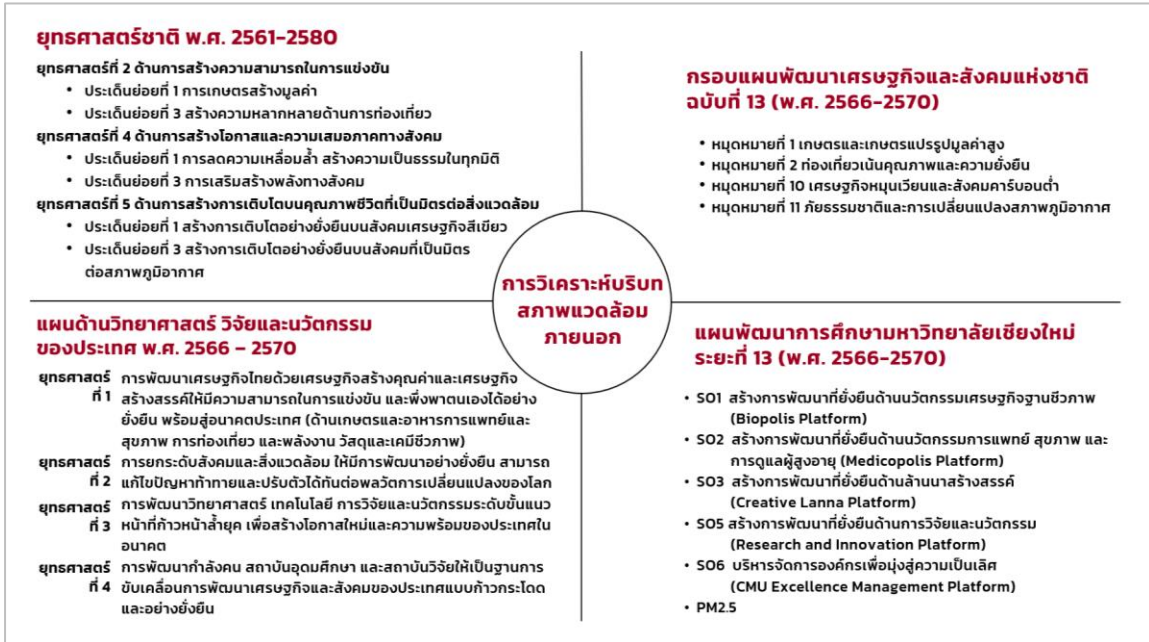 ยุทธศาสตร์ชาติ พ.ศ. 2561-2580
ยุทธศาสตร์ที่ 2 ด้านการสร้างความสามารถในการแข่งขัน
• ประเด็นย่อยที่ 1 การเกษตรสร้างมูลค่า
• ประเด็นย่อยที่ 3 สร้างความหลากหลายด้านการท่องเที่ยว
ยุทธศาสตร์ที่ 4 ด้านการสร้างโอกาสและความเสมอภาคทางสังคม
• ประเด็นย่อยที่ 1 การลดความเหลื่อมล้ำ สร้างความเป็นธรรมในทุกมิติ
• ประเด็นย่อยที่ 3 การเสริมสร้างพลังทางสังคม
ยุทธศาสตร์ที่ 5 ด้านการสร้างการเติบโตบนคุณภาพชีวิตที่เป็นมิตรต่อสิ่งแวดล้อม
• ประเด็นย่อยที่ 1 สร้างการเติบโตอย่างยั่งยืนบนสังคมเศรษฐกิจสีเขียว
• ประเด็นย่อยที่ 3 สร้างการเติบโตอย่างยั่งยืนบนสังคมที่เป็นมิตร
ต่อสภาพภูมิอากาศ
กรอบแผนพัฒนาเศรษฐกิจและสังคมแห่งชาติ
ฉบับที่ 13 (พ.ศ. 2566-2570)
• หมุดหมายที่ 1 เกษตรและเกษตรแปรรูปมูลค่าสูง
• หมุดหมายที่ 2 ท่องเที่ยวเน้นคุณภาพและความยั่งยืน
• หมุดหมายที่ 10 เศรษฐกิจหมุนเวียนและสังคมคาร์บอนต่ำ
• หมุดหมายที่ 11 ภัยธรรมชาติและการเปลี่ยนแปลงสภาพภูมิอากาศ
การวิเคราะห์บริบท
สภาพแวดล้อม
ภายนอก
แผนด้านวิทยาศาสตร์ วิจัยและนวัตกรรม
ของประเทศ พ.ศ. 2566 – 2570
ยุทธศาสตร์ การพัฒนาเศรษฐกิจไทยด้วยเศรษฐกิจสร้างคุณค่าและเศรษฐกิจ
ที่ 1 สร้างสรรค์ให้มีความสามารถในการแข่งขัน และพึ่งพาตนเองได้อย่าง
ยั่งยืน พร้อมสู่อนาคตประเทศ (ด้านเกษตรและอาหารการแพทย์และ
สุขภาพ การท่องเที่ยว และพลังงาน วัสดุและเคมีชีวภาพ)
ยุทธศาสตร์ การยกระดับสังคมและสิ่งแวดล้อม ให้มีการพัฒนาอย่างยั่งยืน สามารถ
ที่ 2 แก้ไขปัญหาท้าทายและปรับตัวได้ทันต่อพลวัตการเปลี่ยนแปลงของโลก
ยุทธศาสตร์ การพัฒนาวิทยาศาสตร์ เทคโนโลยี การวิจัยและนวัตกรรมระดับขั้นแนว
ที่ 3 หน้าที่ก้าวหน้าล้ำยุค เพื่อสร้างโอกาสใหม่และความพร้อมของประเทศใน
อนาคต
ยุทธศาสตร์ การพัฒนากำลังคน สถาบันอุดมศึกษา และสถาบันวิจัยให้เป็นฐานการ
ที่ 4 ขับเคลื่อนการพัฒนาเศรษฐกิจและสังคมของประเทศแบบก้าวกระโดด
และอย่างยั่งยืน
แผนพัฒนาการศึกษามหาวิทยาลัยเชียงใหม่
ระยะที่ 13 (พ.ศ. 2566-2570)
• SO1 สร้างการพัฒนาที่ยั่งยืนด้านนวัตกรรมเศรษฐกิจฐานชีวภาพ
(Biopolis Platform)
• SO2 สร้างการพัฒนาที่ยั่งยืนด้านนวัตกรรมการแพทย์ สุขภาพ และ
การดูแลผู้สูงอายุ (Medicopolis Platform)
• SO3 สร้างการพัฒนาที่ยั่งยืนด้านล้านนาสร้างสรรค์
(Creative Lanna Platform)
• SO5 สร้างการพัฒนาที่ยั่งยืนด้านการวิจัยและนวัตกรรม
(Research and Innovation Platform)
• SO6 บริหารจัดการองค์กรเพื่อมุ่งสู่ความเป็นเลิศ
(CMU Excellence Management Platform)
• PM2.5